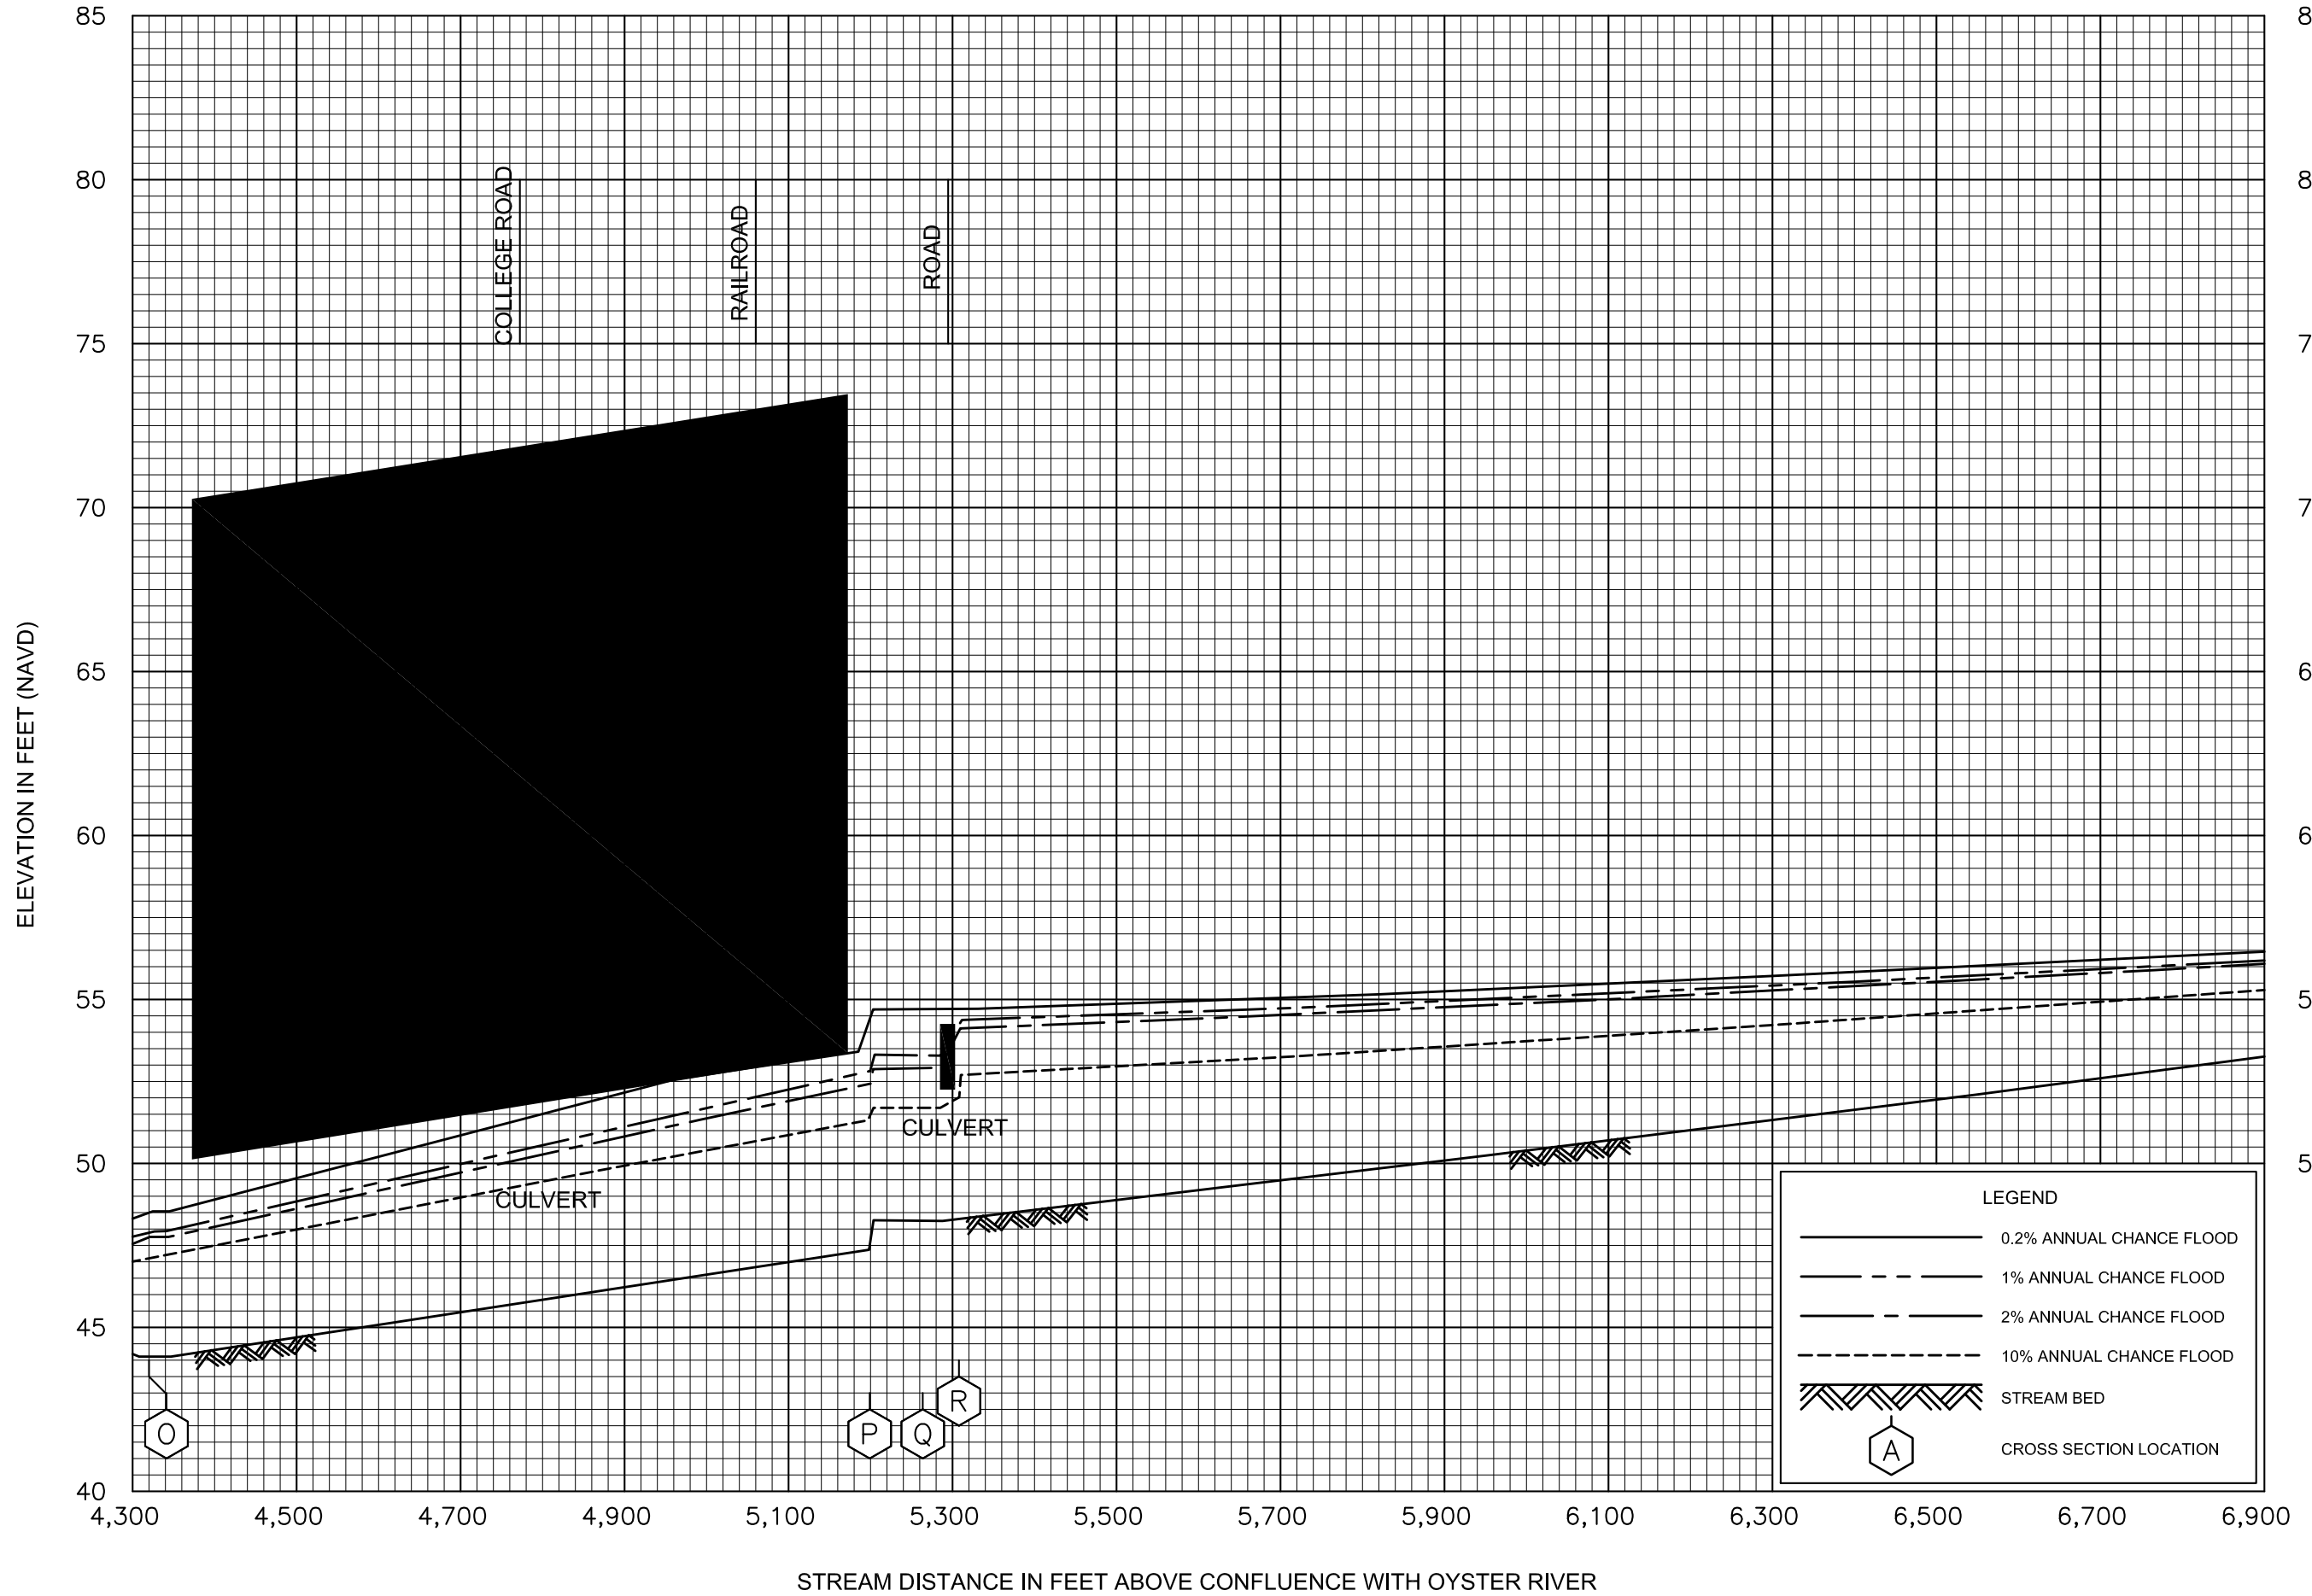 85
8
80
8
COLLEGE ROAD
RAILROAD
ROAD
75
7
70
7
65
6
ELEVATION IN FEET (NAVD)
60
6
55
5
CULVERT
50
5
CULVERT
LEGEND
0.2% ANNUAL CHANCE FLOOD
1% ANNUAL CHANCE FLOOD
2% ANNUAL CHANCE FLOOD
10% ANNUAL CHANCE FLOOD
STREAM BED
A CROSS SECTION LOCATION
45
O
P
Q
R
40
4,300 4,500 4,700 4,900 5,100 5,300 5,500 5,700 5,900 6,100 6,300 6,500 6,700 6,900
STREAM DISTANCE IN FEET ABOVE CONFLUENCE WITH OYSTER RIVER